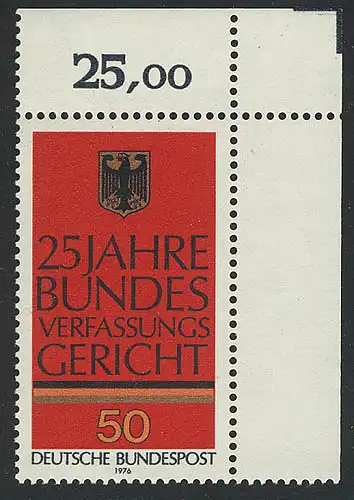 25,00
25 JAHRE
BUNDES
VERFASSUNGS
GERICHT
50
DEUTSCHE BUNDESPOST
1976